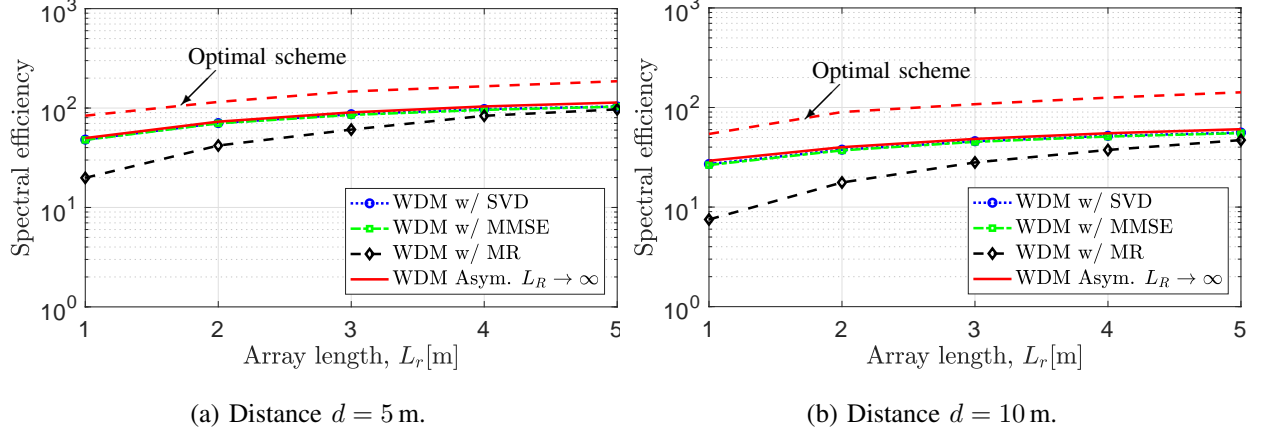 10^3
Optimal scheme
10^2
Spectral efficiency
10^1
WDM w/ SVD
WDM w/ MMSE
WDM w/ MR
WDM Asym. L_R → ∞
10^0
1 2 3 4 5
Array length, L_r[m]
(a) Distance d = 5 m.
10^3
Optimal scheme
10^2
Spectral efficiency
10^1
WDM w/ SVD
WDM w/ MMSE
WDM w/ MR
WDM Asym. L_R → ∞
10^0
1 2 3 4 5
Array length, L_r[m]
(b) Distance d = 10 m.